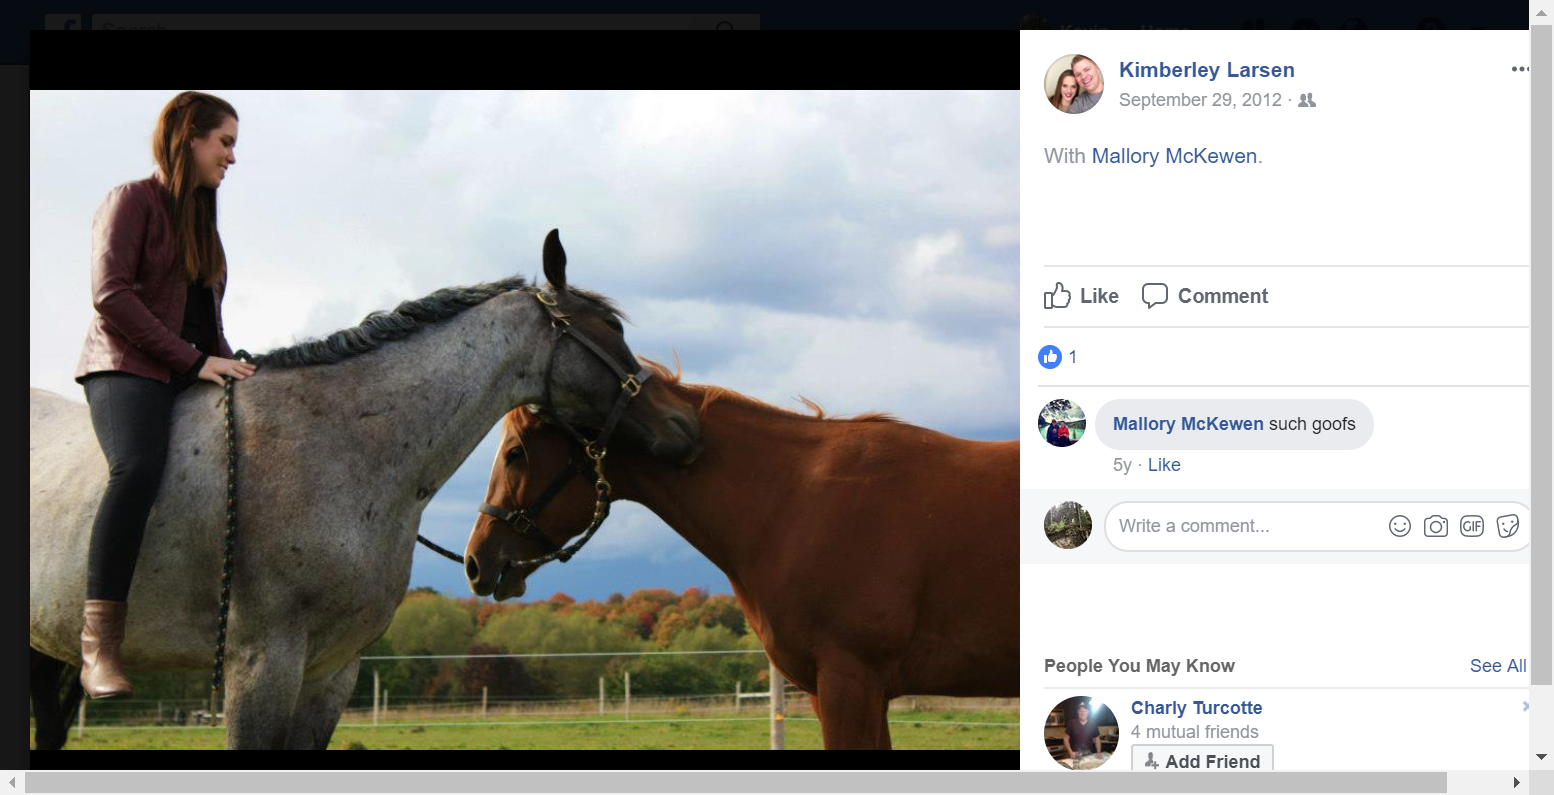 Search
Kimberley Larsen
September 29, 2012 ·
With Mallory McKewen.
Like Comment
1
Mallory McKewen such goofs
5y · Like
Write a comment...
GIF
People You May Know
See All
Charly Turcotte
4 mutual friends
Add Friend